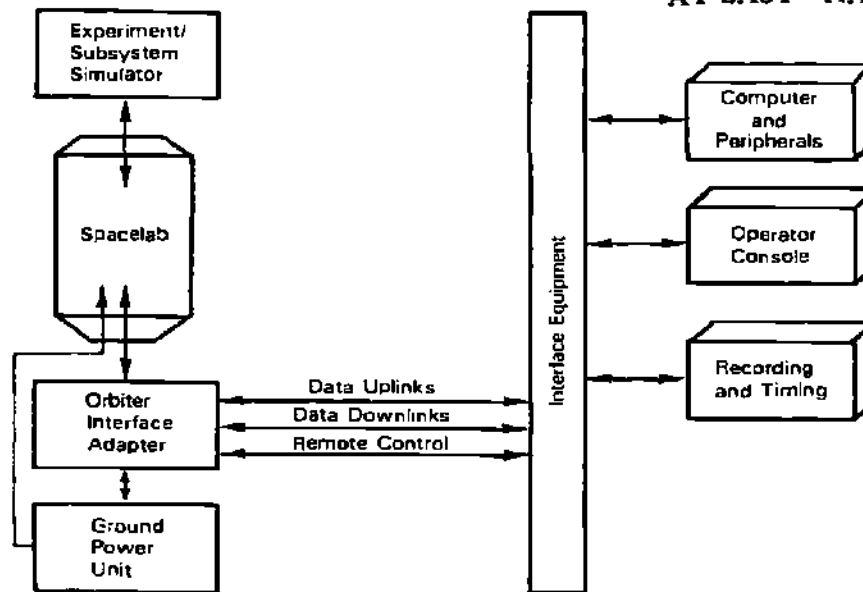 Experiment/
Subsystem
Simulator
Spacelab
Orbiter
Interface
Adapter
Ground
Power
Unit
Data Uplinks
Data Downlinks
Remote Control
Interface Equipment
Computer
and
Peripherals
Operator
Console
Recording
and Timing